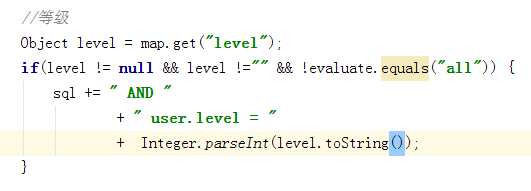 //等级
Object level = map.get("level");
if(level != null && level !="" && !evaluate.equals("all")) {
sql += " AND "
+ " user.level = "
+ Integer.parseInt(level.toString());
}